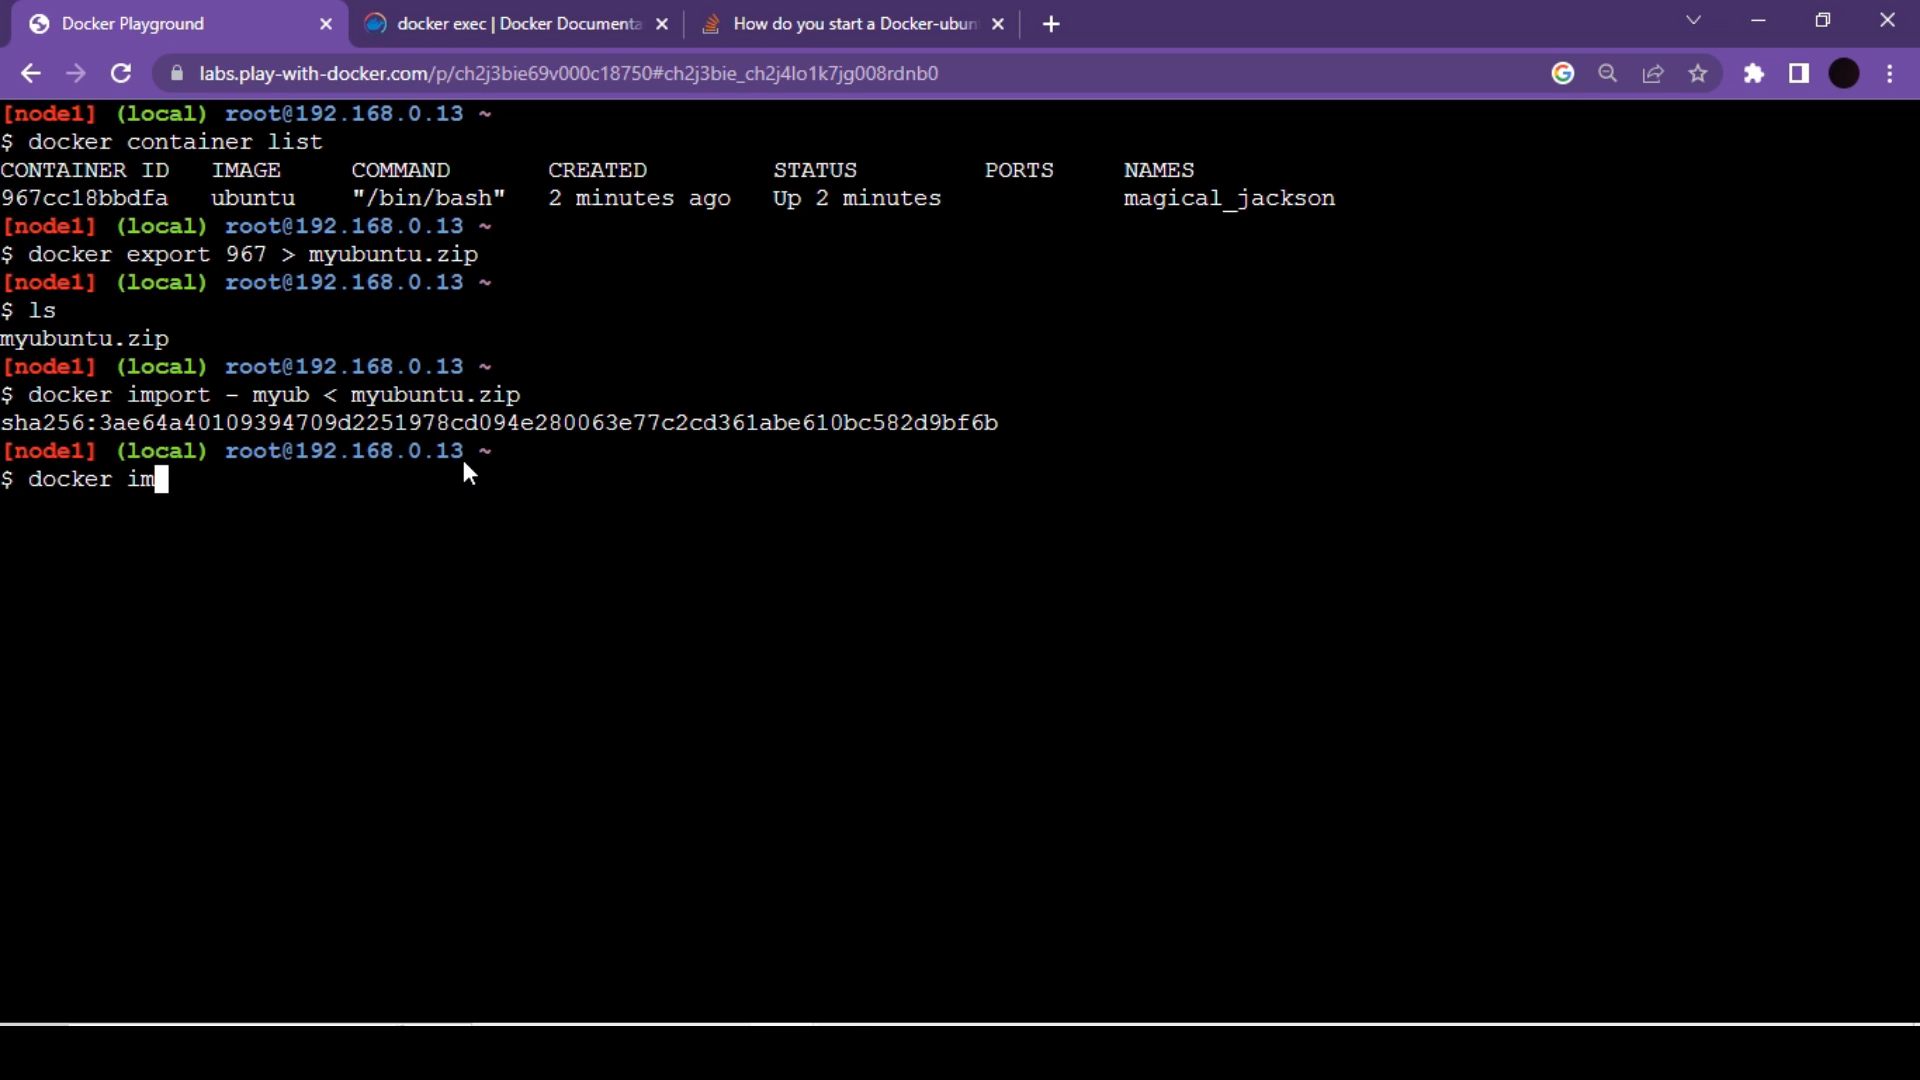 Docker Playground
docker exec | Docker Documenta
How do you start a Docker-ubun
labs.play-with-docker.com/p/ch2j3bie69v000c18750#ch2j3bie_ch2j4lo1k7jg008rdnb0
[node1] (local) root@192.168.0.13 ~
$ docker container list
CONTAINER ID IMAGE COMMAND CREATED STATUS PORTS NAMES
967cc18bbdfa ubuntu "/bin/bash" 2 minutes ago Up 2 minutes magical_jackson
[node1] (local) root@192.168.0.13 ~
$ docker export 967 > myubuntu.zip
[node1] (local) root@192.168.0.13 ~
$ ls
myubuntu.zip
[node1] (local) root@192.168.0.13 ~
$ docker import - myub < myubuntu.zip
sha256:3ae64a40109394709d2251978cd094e280063e77c2cd361abe610bc582d9bf6b
[node1] (local) root@192.168.0.13 ~
$ docker im